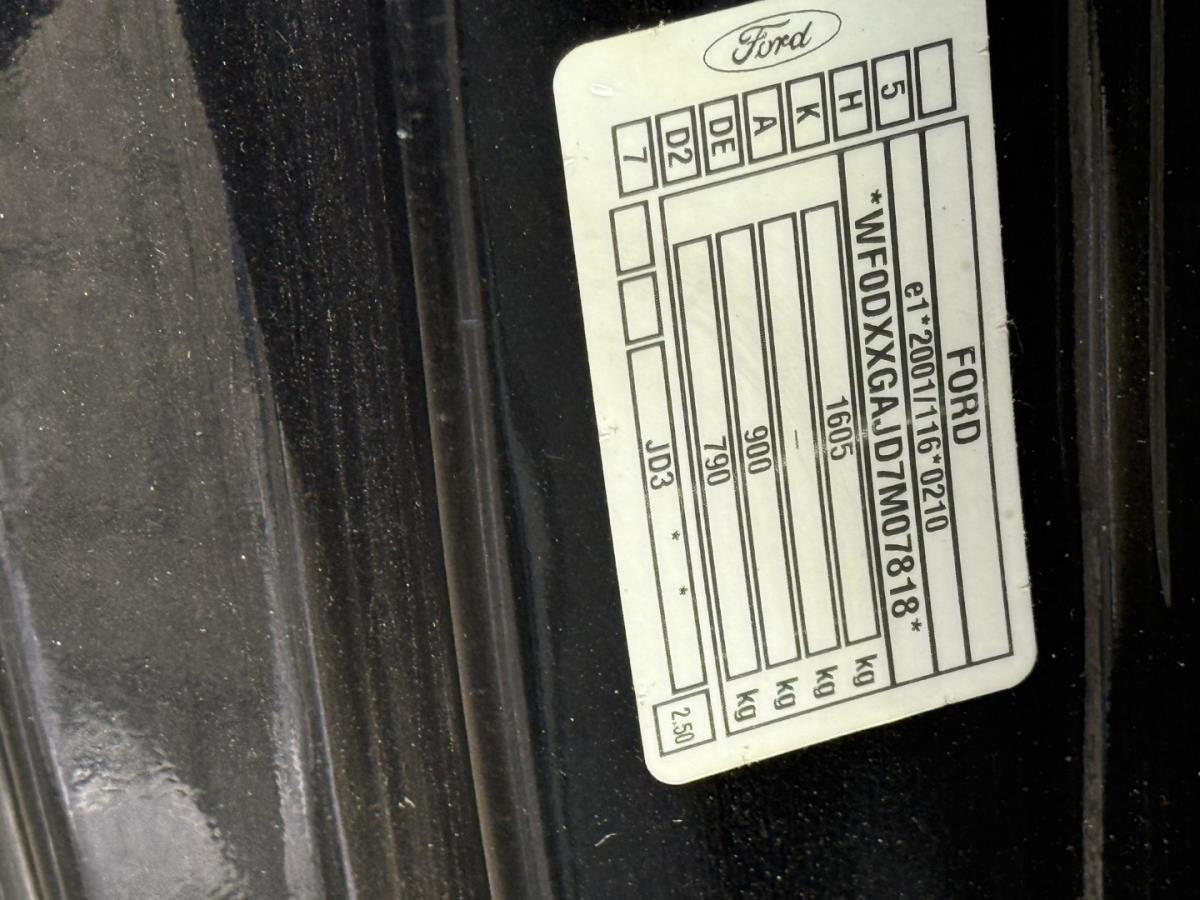 Ford
FORD
e1*2001/116*0210
*WF0DXXGAJD7M07818*
1605 kg
- kg
900 kg
790 kg
5
H
K
A
DE
D2
7
JD3 * *
2.50